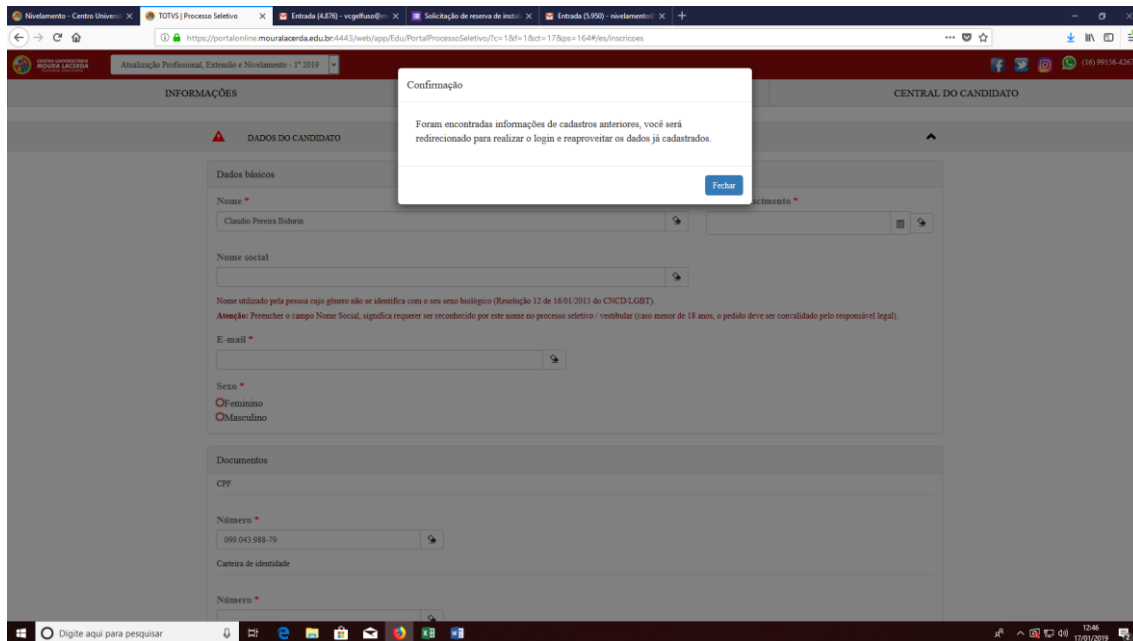 Nivelamento - Centro Univers
TOTVS | Processo Seletivo
Entrada (4.876) - vcgelfuso@m
Solicitação de reserva de instal
Entrada (5.950) - nivelamento@
https://portalonline.mouralacerda.edu.br:4443/web/app/Edu/PortalProcessoSeletivo/?c=1&f=1&ct=17&ps=164#/es/inscricoes
CENTRO UNIVERSITÁRIO
MOURA LACERDA
Atualização Profissional, Extensão e Nivelamento - 1º 2019
(16) 99156-4267
INFORMAÇÕES
CENTRAL DO CANDIDATO
Confirmação
Foram encontradas informações de cadastros anteriores, você será
redirecionado para realizar o login e reaproveitar os dados já cadastrados.
Fechar
DADOS DO CANDIDATO
Dados básicos
Nome *
scimento *
Claudio Pereira
Nome social
Nome utilizado pela pessoa cujo gênero não se identifica com o seu sexo biológico (Resolução 12 de 16/01/2015 do CNCD/LGBT).
Atenção: Preencher o campo Nome Social, significa requerer ser reconhecido por este nome no processo seletivo / vestibular (caso menor de 18 anos, o pedido deve ser convalidado pelo responsável legal).
E-mail *
Sexo *
Feminino
Masculino
Documentos
CPF
Número *
099.043.988-79
Carteira de identidade
Número *
Digite aqui para pesquisar
12:46
17/01/2019